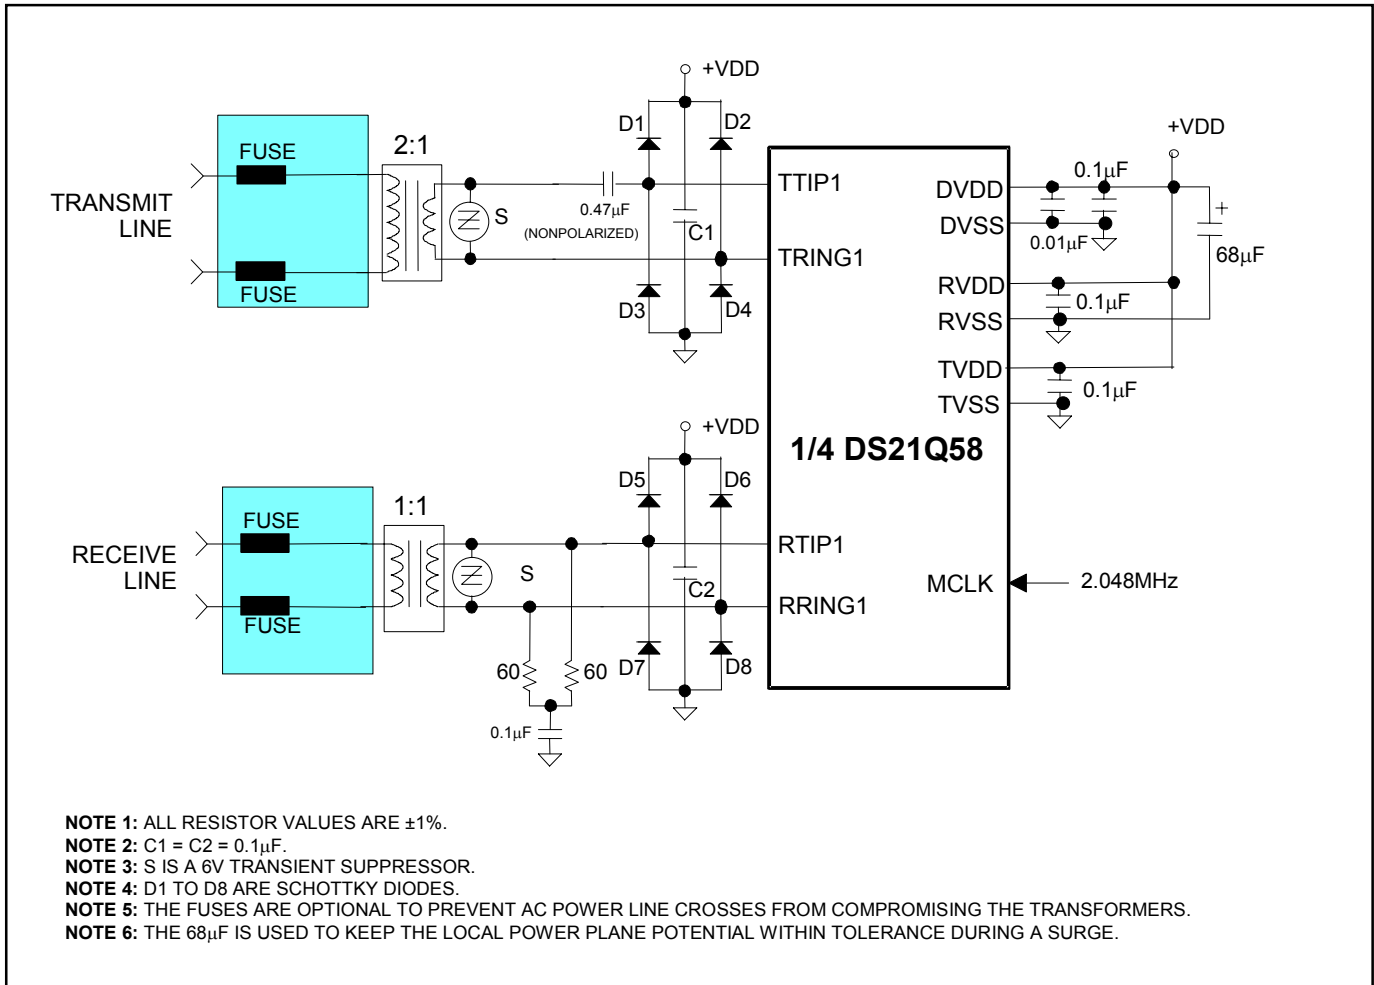 +VDD
D1
D2
FUSE
2:1
TRANSMIT
LINE
S
0.47μF
(NONPOLARIZED)
C1
FUSE
D3
D4
TTIP1
TRING1
+VDD
0.1μF
DVDD
DVSS
0.01μF
+
68μF
RVDD
0.1μF
RVSS
TVDD
0.1μF
TVSS
1/4 DS21Q58
+VDD
D5
D6
FUSE
1:1
RECEIVE
LINE
S
C2
FUSE
RTIP1
RRING1
MCLK
2.048MHz
60
60
D7
D8
0.1μF
NOTE 1: ALL RESISTOR VALUES ARE ±1%.
NOTE 2: C1 = C2 = 0.1μF.
NOTE 3: S IS A 6V TRANSIENT SUPPRESSOR.
NOTE 4: D1 TO D8 ARE SCHOTTKY DIODES.
NOTE 5: THE FUSES ARE OPTIONAL TO PREVENT AC POWER LINE CROSSES FROM COMPROMISING THE TRANSFORMERS.
NOTE 6: THE 68μF IS USED TO KEEP THE LOCAL POWER PLANE POTENTIAL WITHIN TOLERANCE DURING A SURGE.